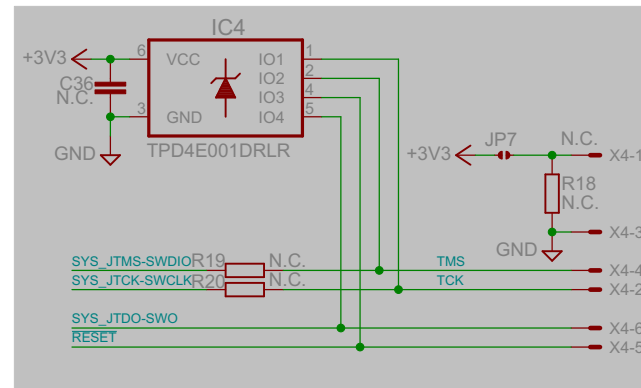 IC4
+3V3
6
VCC
IO1
1
IO2
2
C36
N.C.
IO3
4
3
GND
IO4
5
GND
TPD4E001DRLR
JP7
N.C.
+3V3
X4-1
R18
N.C.
X4-3
GND
SYS_JTMS-SWDIO
R19
N.C.
TMS
X4-4
SYS_JTCK-SWCLK
R20
N.C.
TCK
X4-2
SYS_JTDO-SWO
X4-6
RESET
X4-5